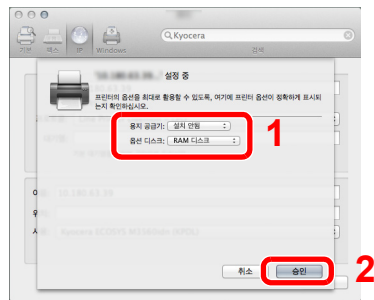 Kyocera
기본 팩스 IP Windows 검색
설정 중
프린터의 옵션을 최대로 활용할 수 있도록, 여기에 프린터 옵션이 정확하게 표시되
는지 확인하십시오.
용지 공급기: 설치 안됨
1
옵션 디스크: RAM 디스크
취소 승인
2